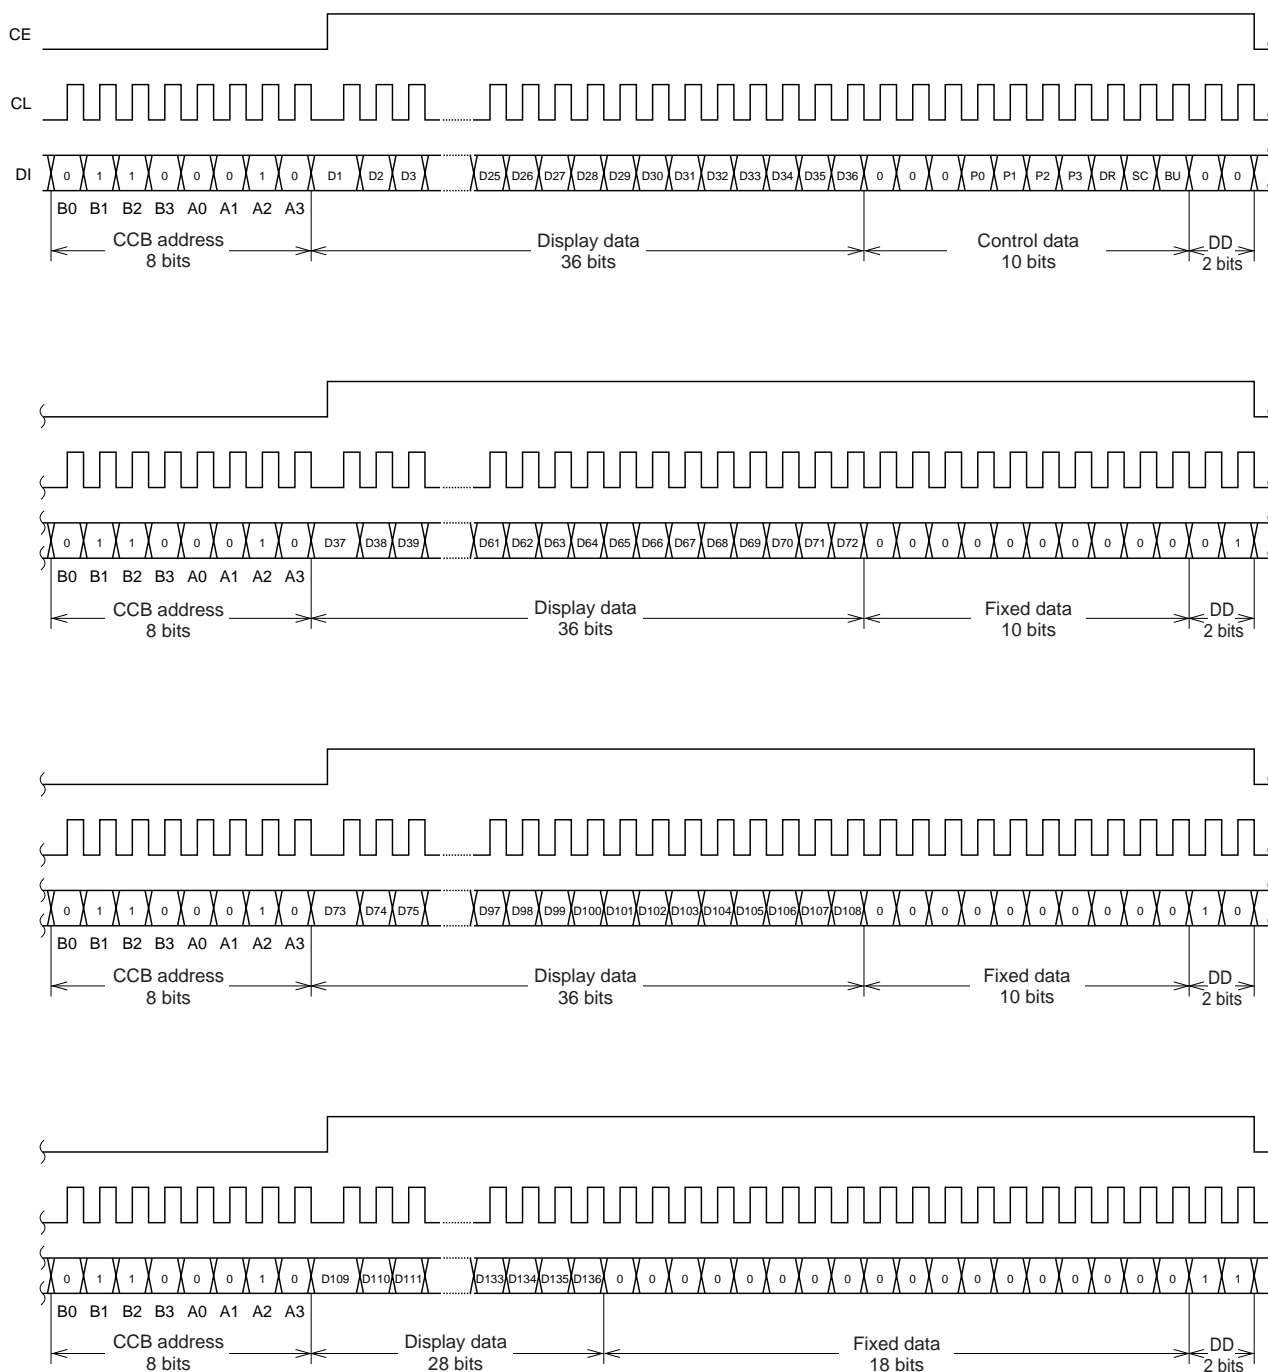 CE
CL
DI 0 1 1 0 0 0 1 0 D1 D2 D3 D25 D26 D27 D28 D29 D30 D31 D32 D33 D34 D35 D36 0 0 0 P0 P1 P2 P3 DR SC BU 0 0
B0 B1 B2 B3 A0 A1 A2 A3
CCB address Display data Control data DD
8 bits 36 bits 10 bits 2 bits
0 1 1 0 0 0 1 0 D37 D38 D39 D61 D62 D63 D64 D65 D66 D67 D68 D69 D70 D71 D72 0 0 0 0 0 0 0 0 0 0 0 1
B0 B1 B2 B3 A0 A1 A2 A3
CCB address Display data Fixed data DD
8 bits 36 bits 10 bits 2 bits
0 1 1 0 0 0 1 0 D73 D74 D75 D97 D98 D99 D100 D101 D102 D103 D104 D105 D106 D107 D108 0 0 0 0 0 0 0 0 0 0 1 0
B0 B1 B2 B3 A0 A1 A2 A3
CCB address Display data Fixed data DD
8 bits 36 bits 10 bits 2 bits
0 1 1 0 0 0 1 0 D109 D110 D111 D133 D134 D135 D136 0 0 0 0 0 0 0 0 0 0 0 0 0 0 0 0 0 0 1 1
B0 B1 B2 B3 A0 A1 A2 A3
CCB address Display data Fixed data DD
8 bits 28 bits 18 bits 2 bits